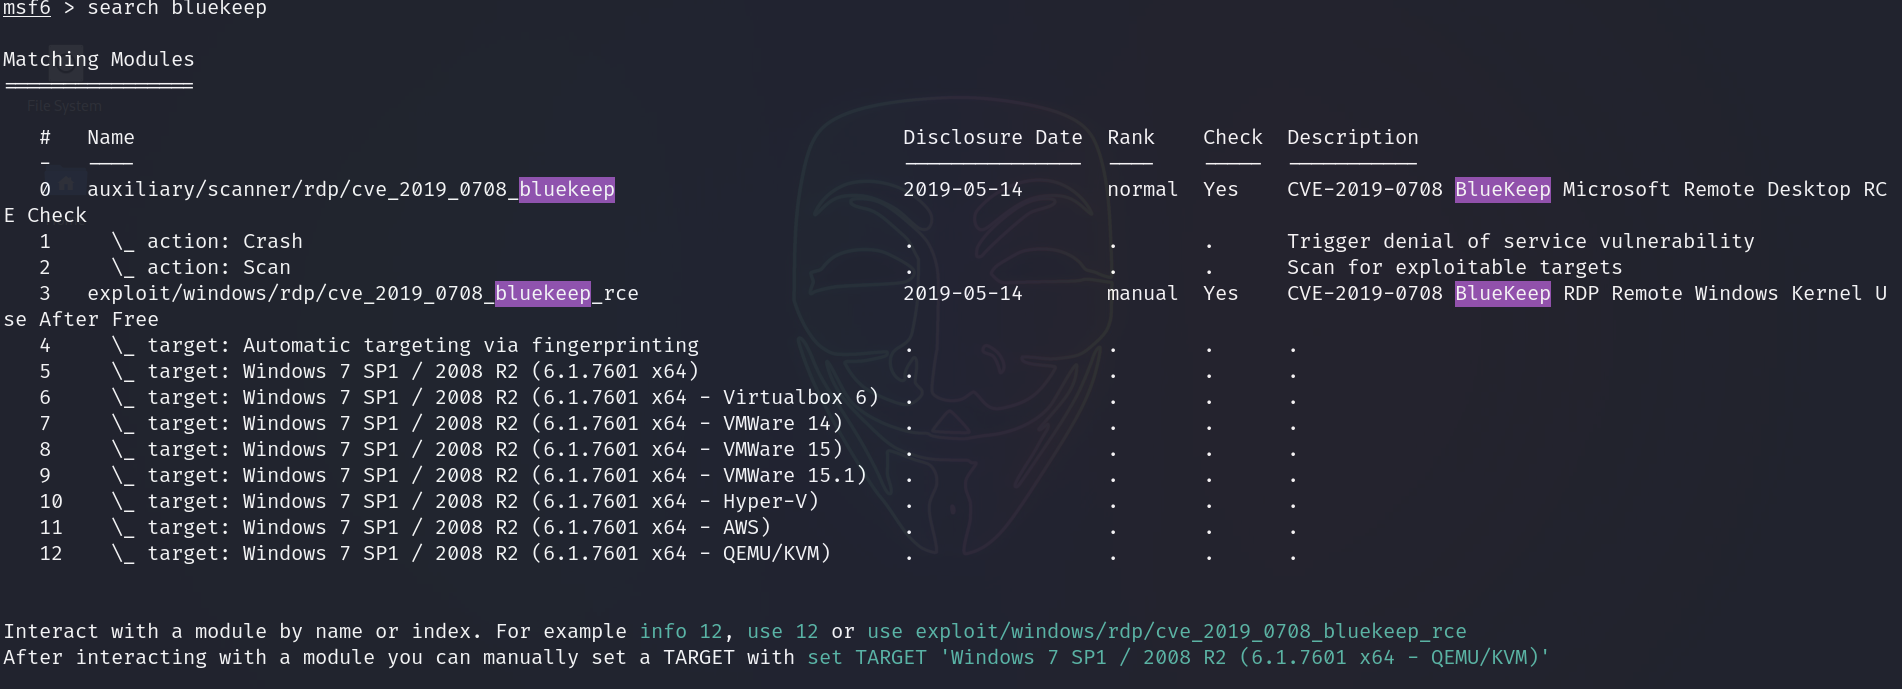 msf6 > search bluekeep
Matching Modules
================
File System
# Name Disclosure Date Rank Check Description
- ---- --------------- ---- ----- -----------
0 auxiliary/scanner/rdp/cve_2019_0708_bluekeep 2019-05-14 normal Yes CVE-2019-0708 BlueKeep Microsoft Remote Desktop RC
E Check
1 \_ action: Crash . . . Trigger denial of service vulnerability
2 \_ action: Scan . . . Scan for exploitable targets
3 exploit/windows/rdp/cve_2019_0708_bluekeep_rce 2019-05-14 manual Yes CVE-2019-0708 BlueKeep RDP Remote Windows Kernel U
se After Free
4 \_ target: Automatic targeting via fingerprinting . . . .
5 \_ target: Windows 7 SP1 / 2008 R2 (6.1.7601 x64) . . . .
6 \_ target: Windows 7 SP1 / 2008 R2 (6.1.7601 x64 - Virtualbox 6) . . . .
7 \_ target: Windows 7 SP1 / 2008 R2 (6.1.7601 x64 - VMWare 14) . . . .
8 \_ target: Windows 7 SP1 / 2008 R2 (6.1.7601 x64 - VMWare 15) . . . .
9 \_ target: Windows 7 SP1 / 2008 R2 (6.1.7601 x64 - VMWare 15.1) . . . .
10 \_ target: Windows 7 SP1 / 2008 R2 (6.1.7601 x64 - Hyper-V) . . . .
11 \_ target: Windows 7 SP1 / 2008 R2 (6.1.7601 x64 - AWS) . . . .
12 \_ target: Windows 7 SP1 / 2008 R2 (6.1.7601 x64 - QEMU/KVM) . . . .
Interact with a module by name or index. For example info 12, use 12 or use exploit/windows/rdp/cve_2019_0708_bluekeep_rce
After interacting with a module you can manually set a TARGET with set TARGET 'Windows 7 SP1 / 2008 R2 (6.1.7601 x64 - QEMU/KVM)'